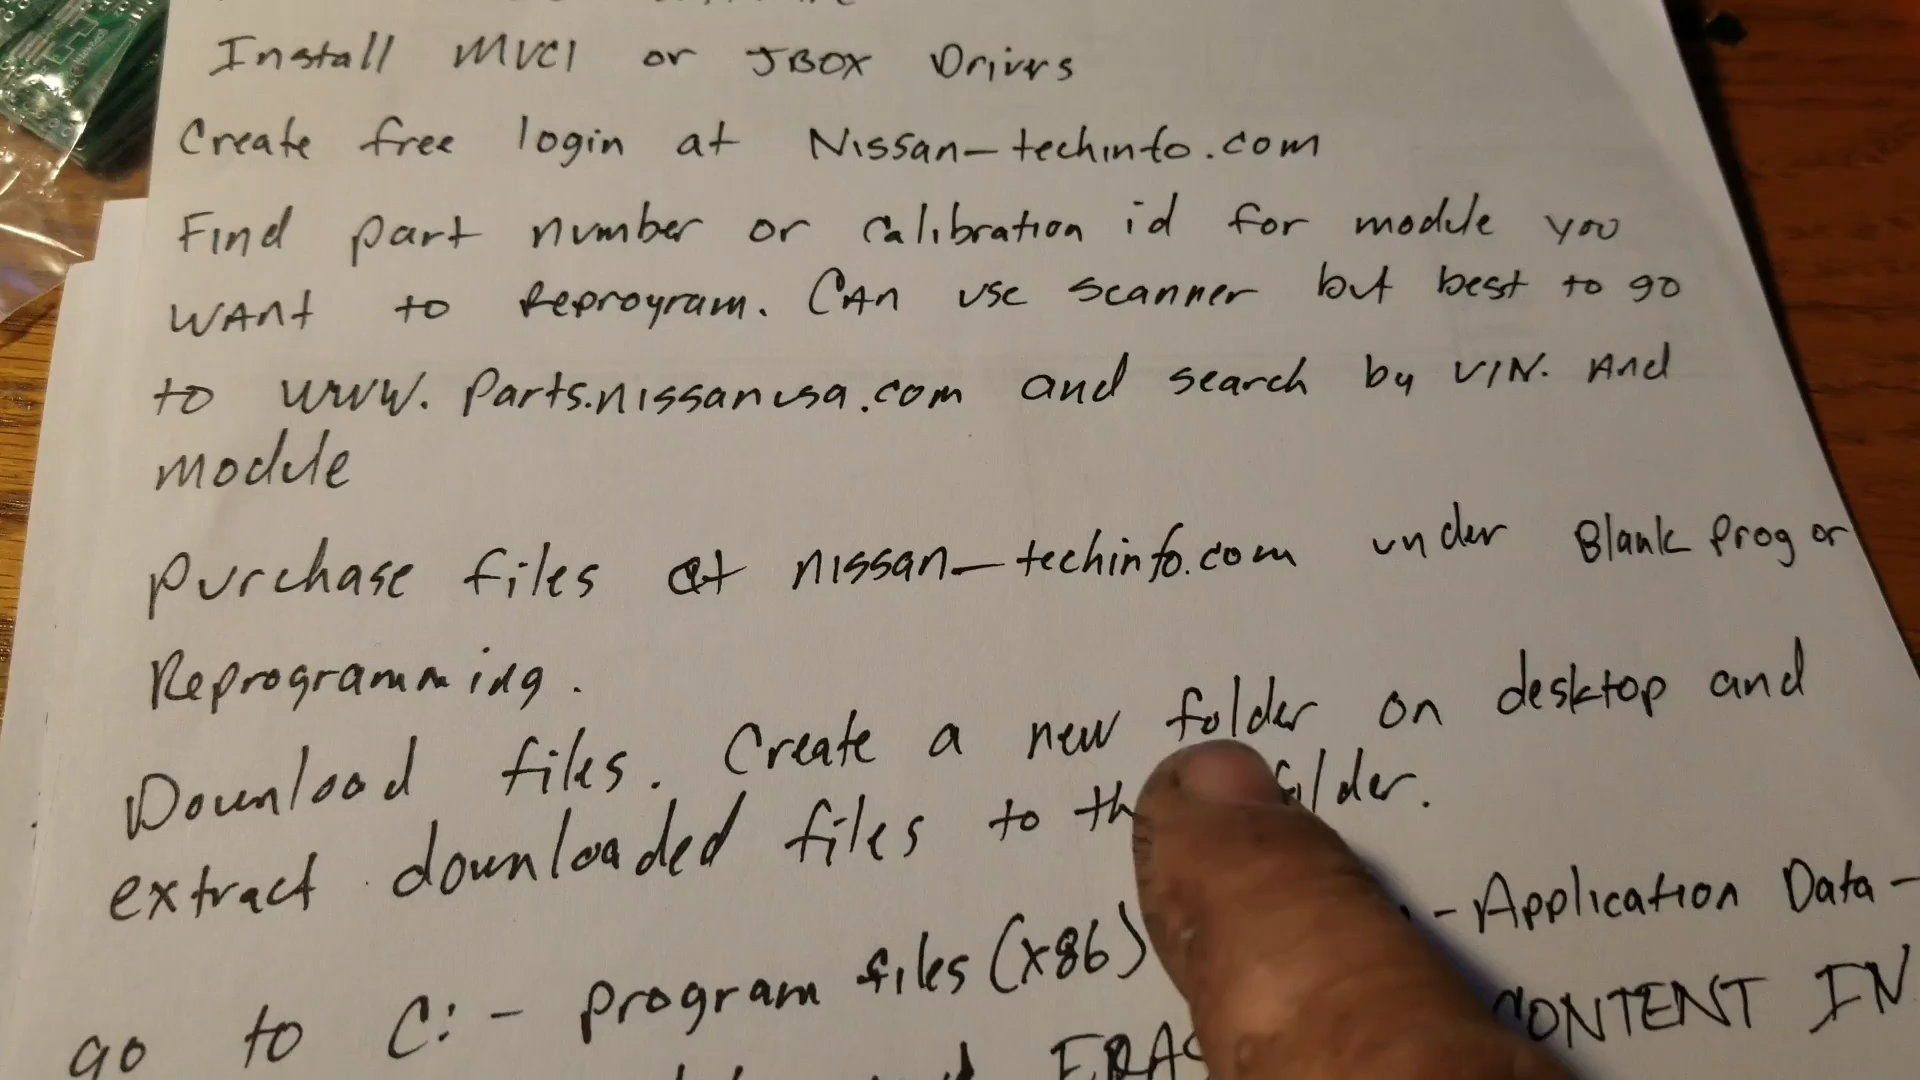 Install MVCI or JBOX Drivers
Create free login at Nissan-techinfo.com
Find part number or Calibration id for module you
WANt to Reprogram. CAn use scanner but best to go
to www.Parts.nissanusa.com and search by VIN. And
module
Purchase files at nissan-techinfo.com under Blank Prog or
Reprogramming.
Download files. Create a new folder on desktop and
extract downloaded files to folder.
go to C:- program files (x86) -Application Data-
CONTENT IN